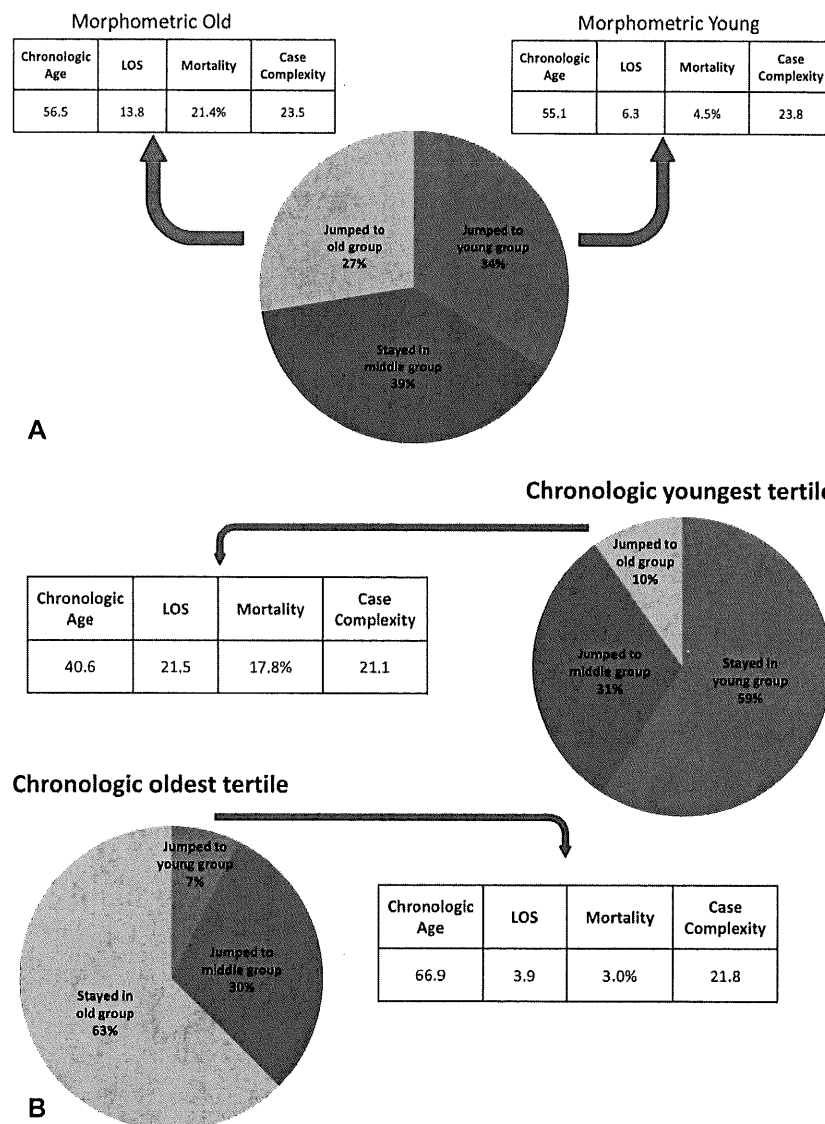 Morphometric Old
Chronologic Age LOS Mortality Case Complexity
56.5 13.8 21.4% 23.5
Morphometric Young
Chronologic Age LOS Mortality Case Complexity
55.1 6.3 4.5% 23.8
Jumped to
old group
27%
Jumped to
young group
34%
Stayed in
middle group
39%
A
Chronologic youngest tertile
Chronologic Age LOS Mortality Case Complexity
40.6 21.5 17.8% 21.1
Jumped to
old group
10%
Jumped to
middle group
31%
Stayed in
young group
59%
Chronologic oldest tertile
Jumped to
young group
7%
Jumped to
middle group
30%
Stayed in
old group
63%
Chronologic Age LOS Mortality Case Complexity
66.9 3.9 3.0% 21.8
B